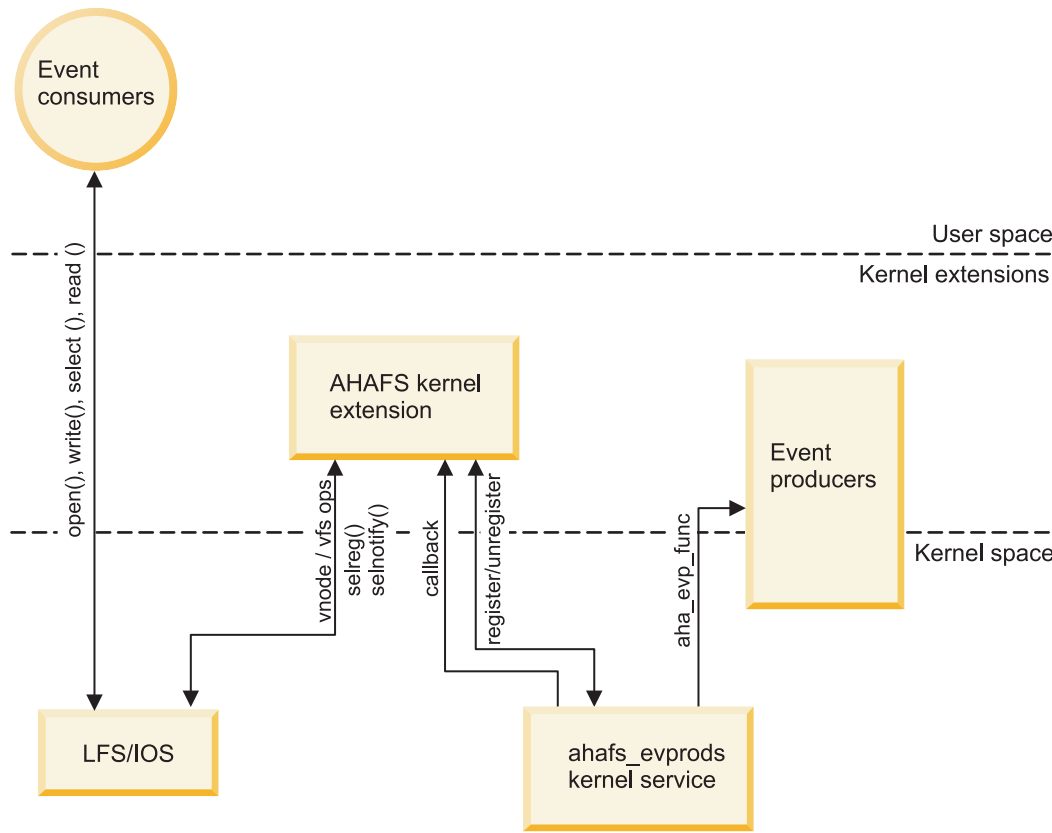 Event
consumers
User space
Kernel extensions
open(), write(), select (), read ()
AHAFS kernel
extension
Event
producers
vnode / vfs ops
selreg()
selnotify()
callback
register/unregister
aha_evp_func
Kernel space
LFS/IOS
ahafs_evprods
kernel service